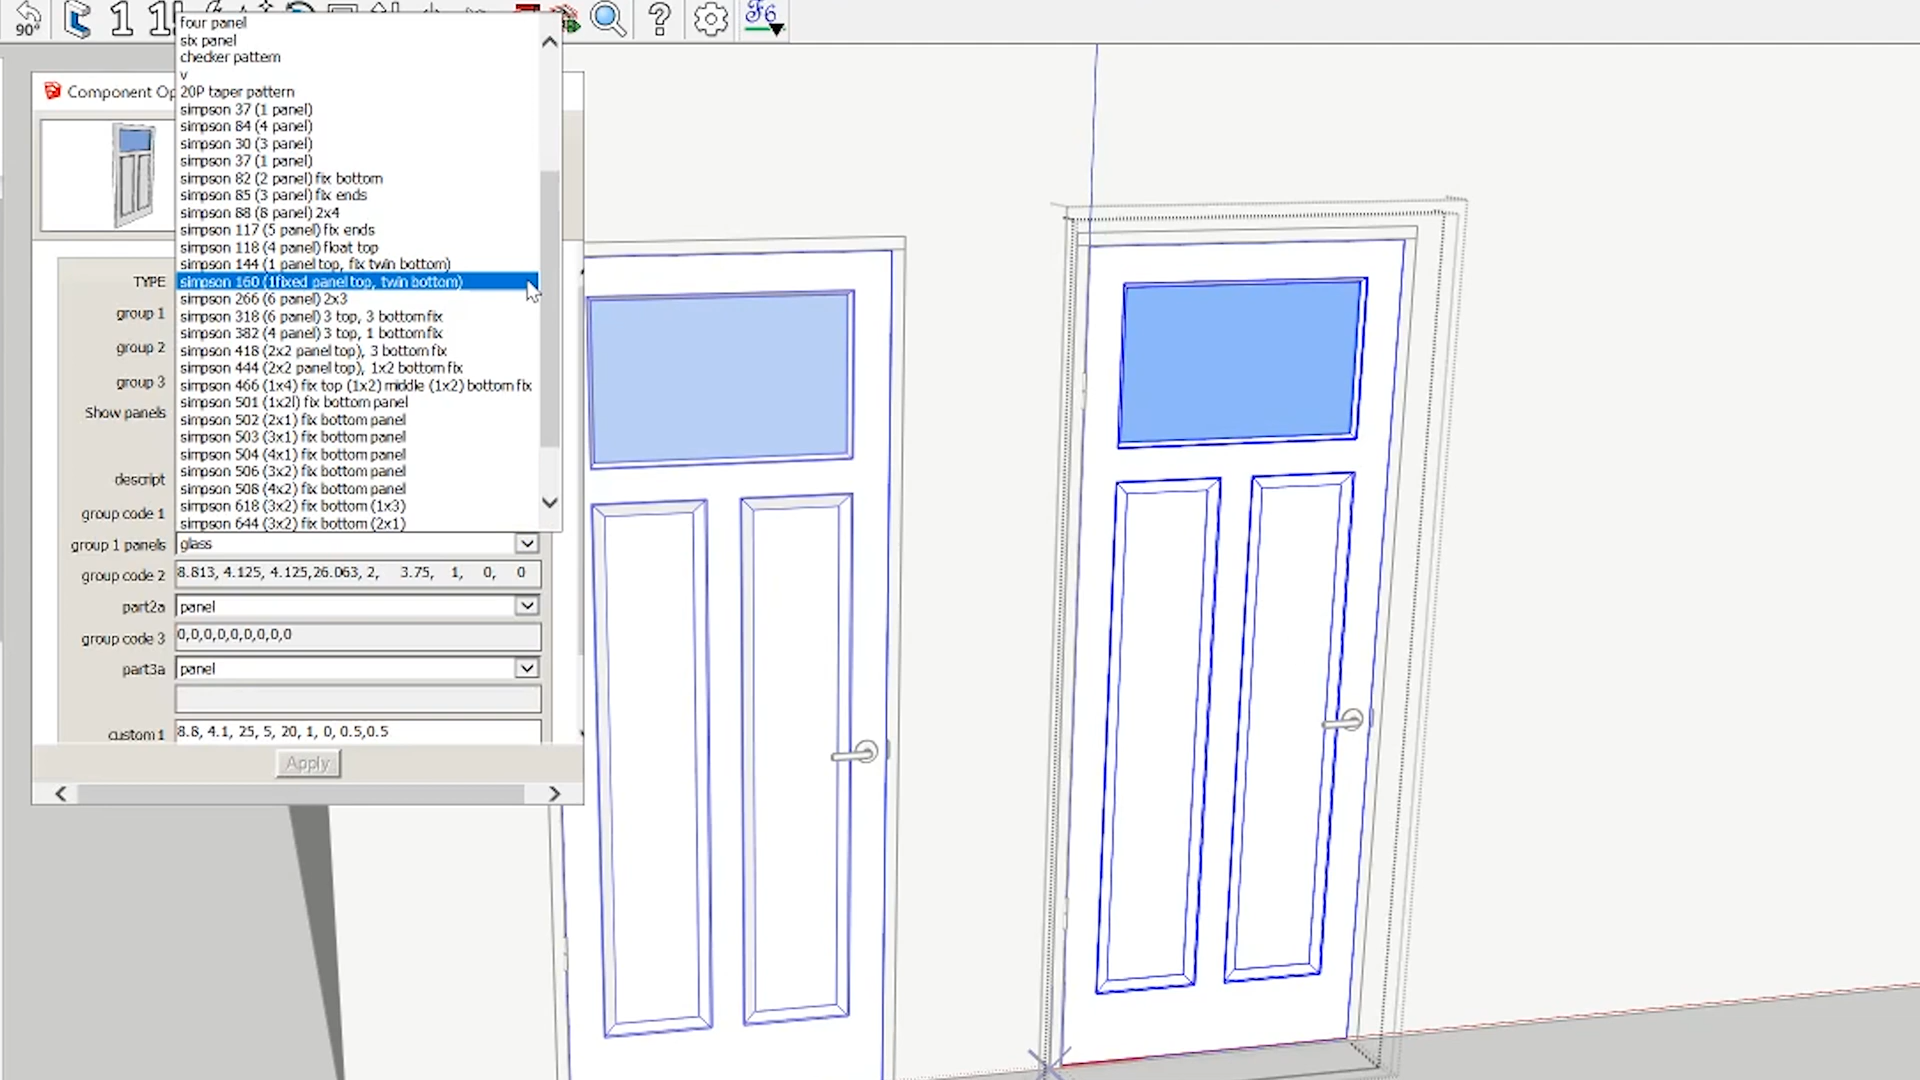 90°
1
1
?
F6
four panel
six panel
checker pattern
v
20P taper pattern
simpson 37 (1 panel)
simpson 84 (4 panel)
simpson 30 (3 panel)
simpson 37 (1 panel)
simpson 82 (2 panel) fix bottom
simpson 85 (3 panel) fix ends
simpson 88 (8 panel) 2x4
simpson 117 (5 panel) fix ends
simpson 118 (4 panel) float top
simpson 144 (1 panel top, fix twin bottom)
simpson 160 (1fixed panel top, twin bottom)
simpson 266 (6 panel) 2x3
simpson 318 (6 panel) 3 top, 3 bottom fix
simpson 382 (4 panel) 3 top, 1 bottom fix
simpson 418 (2x2 panel top), 3 bottom fix
simpson 444 (2x2 panel top), 1x2 bottom fix
simpson 466 (1x4) fix top (1x2) middle (1x2) bottom fix
simpson 501 (1x2l) fix bottom panel
simpson 502 (2x1) fix bottom panel
simpson 503 (3x1) fix bottom panel
simpson 504 (4x1) fix bottom panel
simpson 506 (3x2) fix bottom panel
simpson 508 (4x2) fix bottom panel
simpson 618 (3x2) fix bottom (1x3)
simpson 644 (3x2) fix bottom (2x1)
Component Op
TYPE
group 1
group 2
group 3
Show panels
descript
group code 1
group 1 panels glass
group code 2 8.813, 4.125, 4.125,26.063, 2, 3.75, 1, 0, 0
part2a panel
group code 3 0,0,0,0,0,0,0,0,0
part3a panel
custom1 8.8, 4.1, 25, 5, 20, 1, 0, 0.5,0.5
Apply